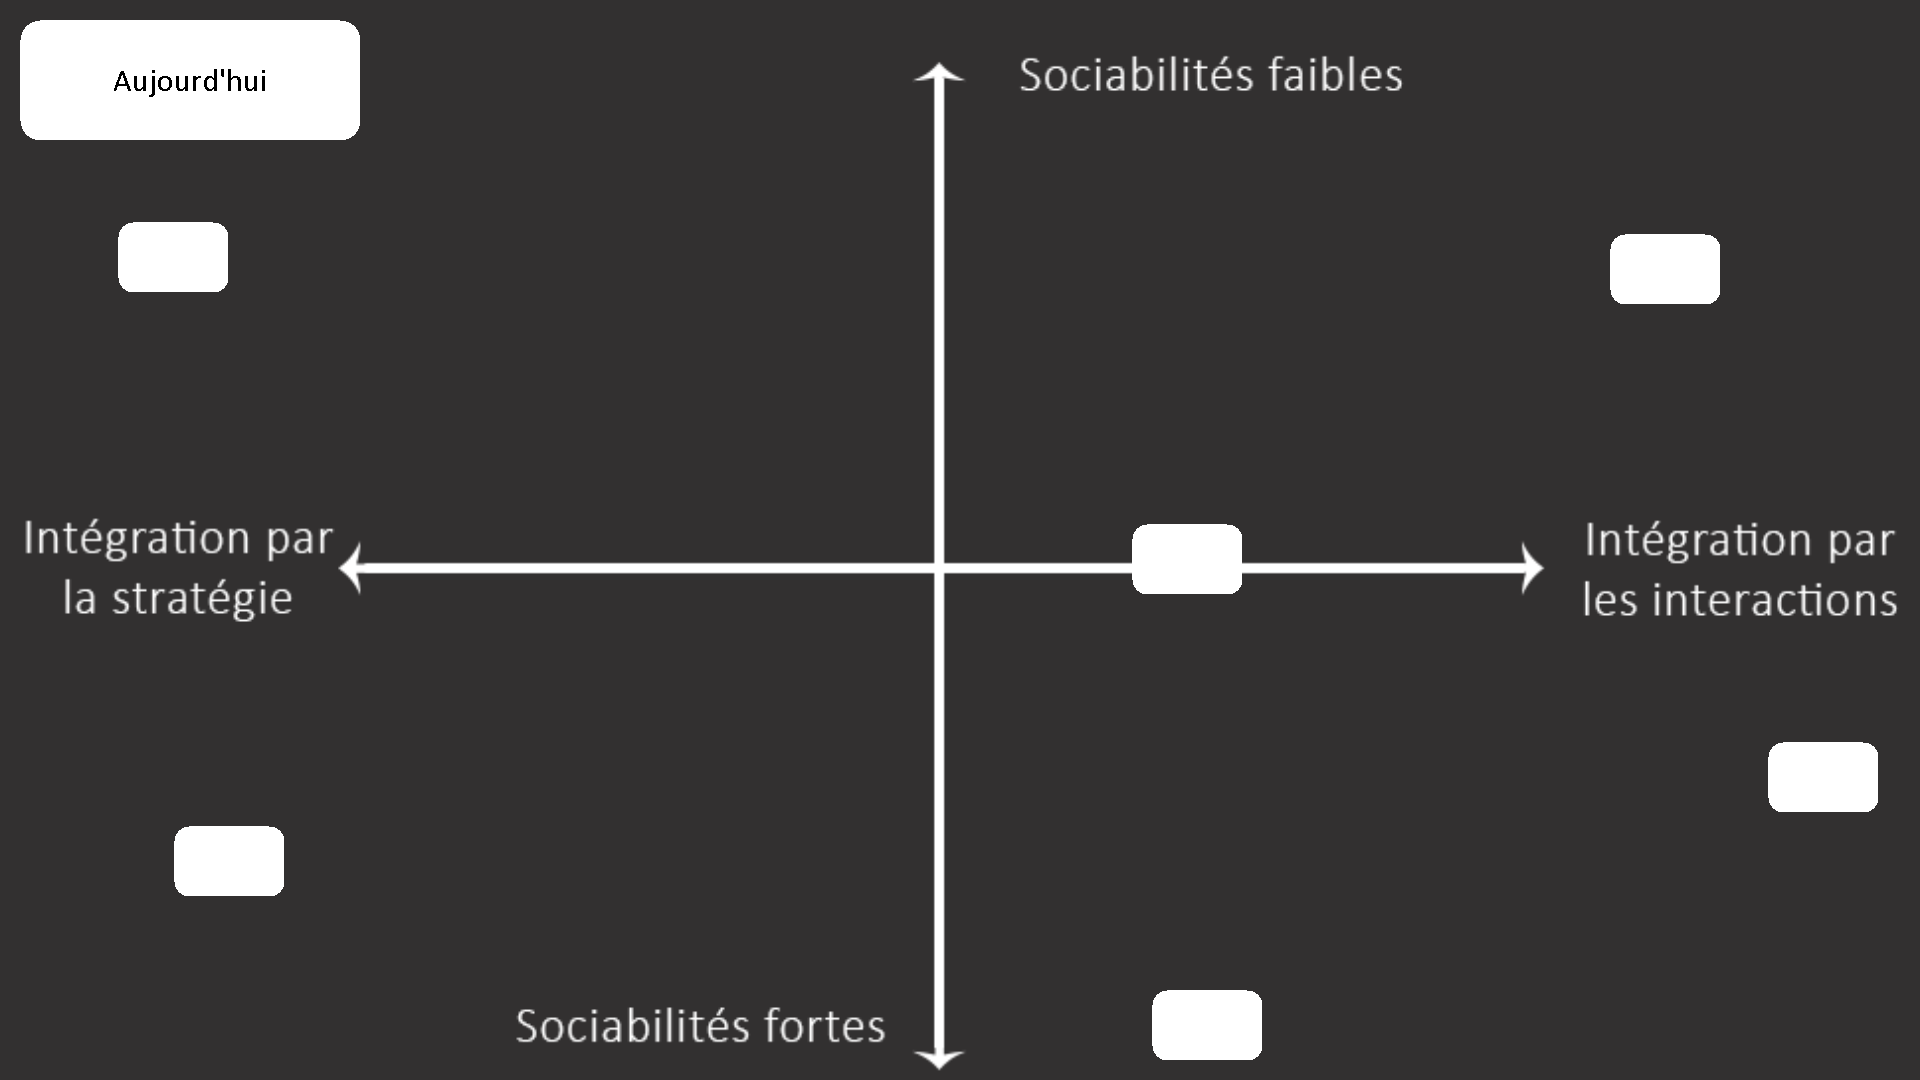 Aujourd'hui
Sociabilités faibles
Intégration par
la stratégie
Intégration par
les interactions
Sociabilités fortes